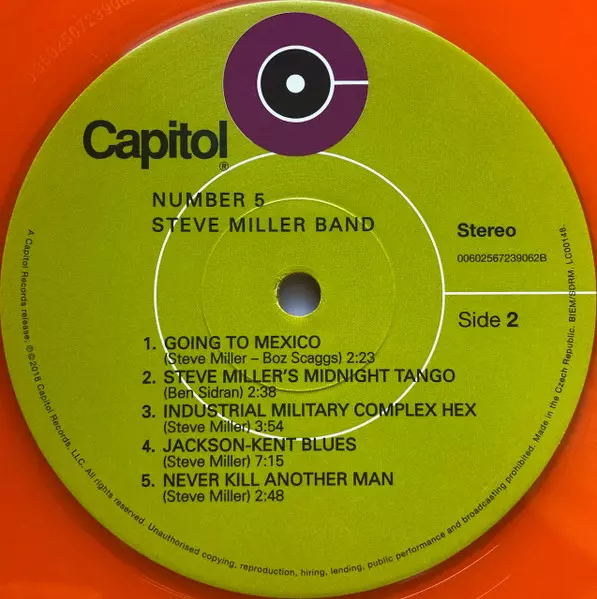 Capitol®
NUMBER 5
STEVE MILLER BAND
Stereo
00602567239062B
Side 2
1. GOING TO MEXICO
(Steve Miller – Boz Scaggs) 2:23
2. STEVE MILLER'S MIDNIGHT TANGO
(Ben Sidran) 2:38
3. INDUSTRIAL MILITARY COMPLEX HEX
(Steve Miller) 3:54
4. JACKSON-KENT BLUES
(Steve Miller) 7:15
5. NEVER KILL ANOTHER MAN
(Steve Miller) 2:48
A Capitol Records release. ℗©2018 Capitol Records, LLC. All rights reserved. Unauthorised copying, reproduction, hiring, lending, public performance and broadcasting prohibited. Made in the Czech Republic. BIEM/SDRM. LC00148.